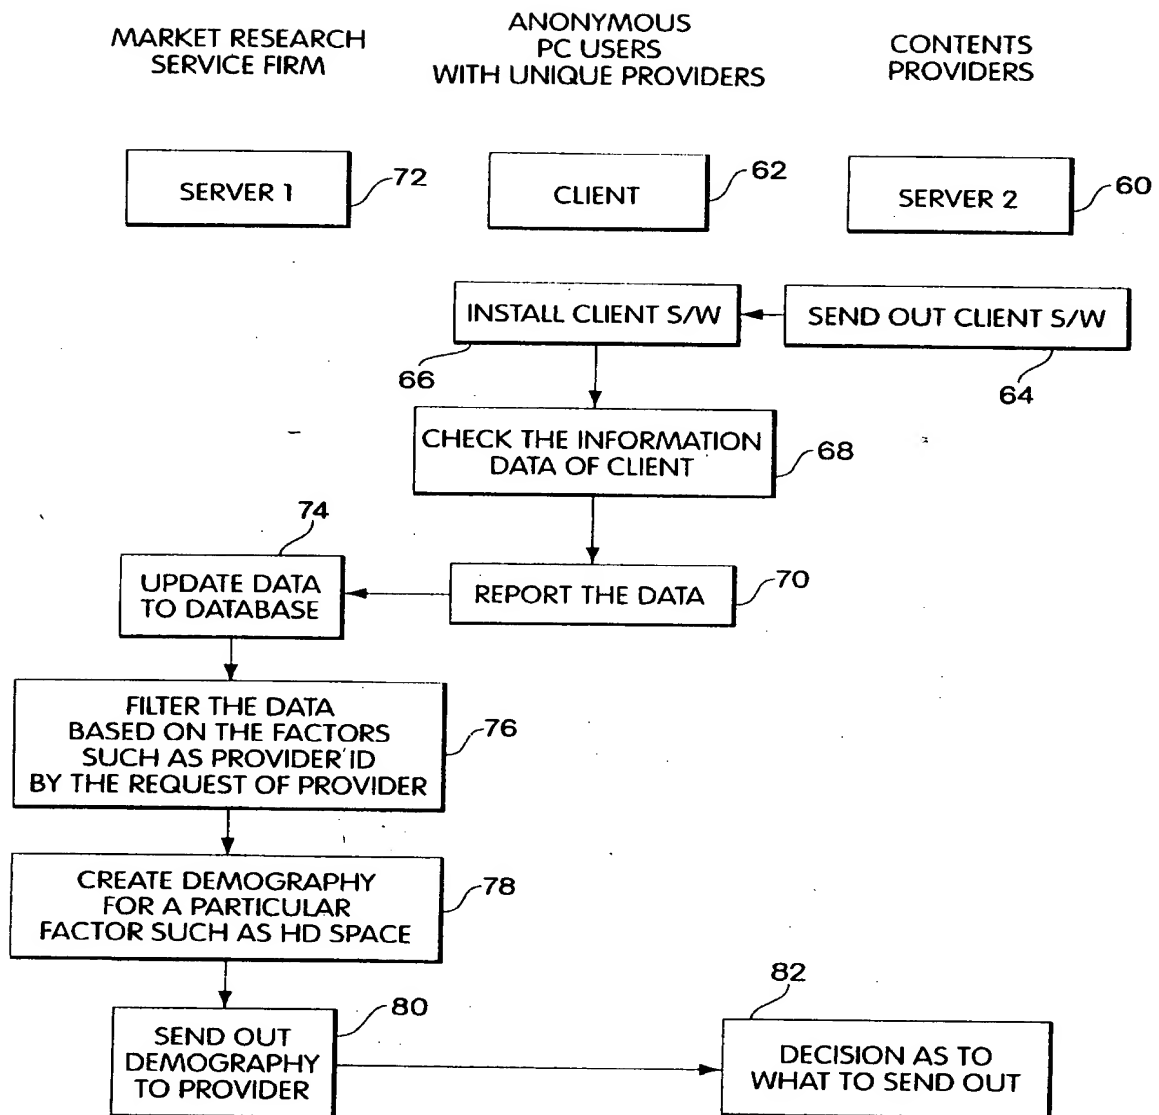 MARKET RESEARCH
SERVICE FIRM
ANONYMOUS
PC USERS
WITH UNIQUE PROVIDERS
CONTENTS
PROVIDERS
SERVER 1
72
CLIENT
62
SERVER 2
60
INSTALL CLIENT S/W
66
SEND OUT CLIENT S/W
64
CHECK THE INFORMATION
DATA OF CLIENT
68
74
UPDATE DATA
TO DATABASE
REPORT THE DATA
70
FILTER THE DATA
BASED ON THE FACTORS
SUCH AS PROVIDER ID
BY THE REQUEST OF PROVIDER
76
CREATE DEMOGRAPHY
FOR A PARTICULAR
FACTOR SUCH AS HD SPACE
78
80
SEND OUT
DEMOGRAPHY
TO PROVIDER
82
DECISION AS TO
WHAT TO SEND OUT